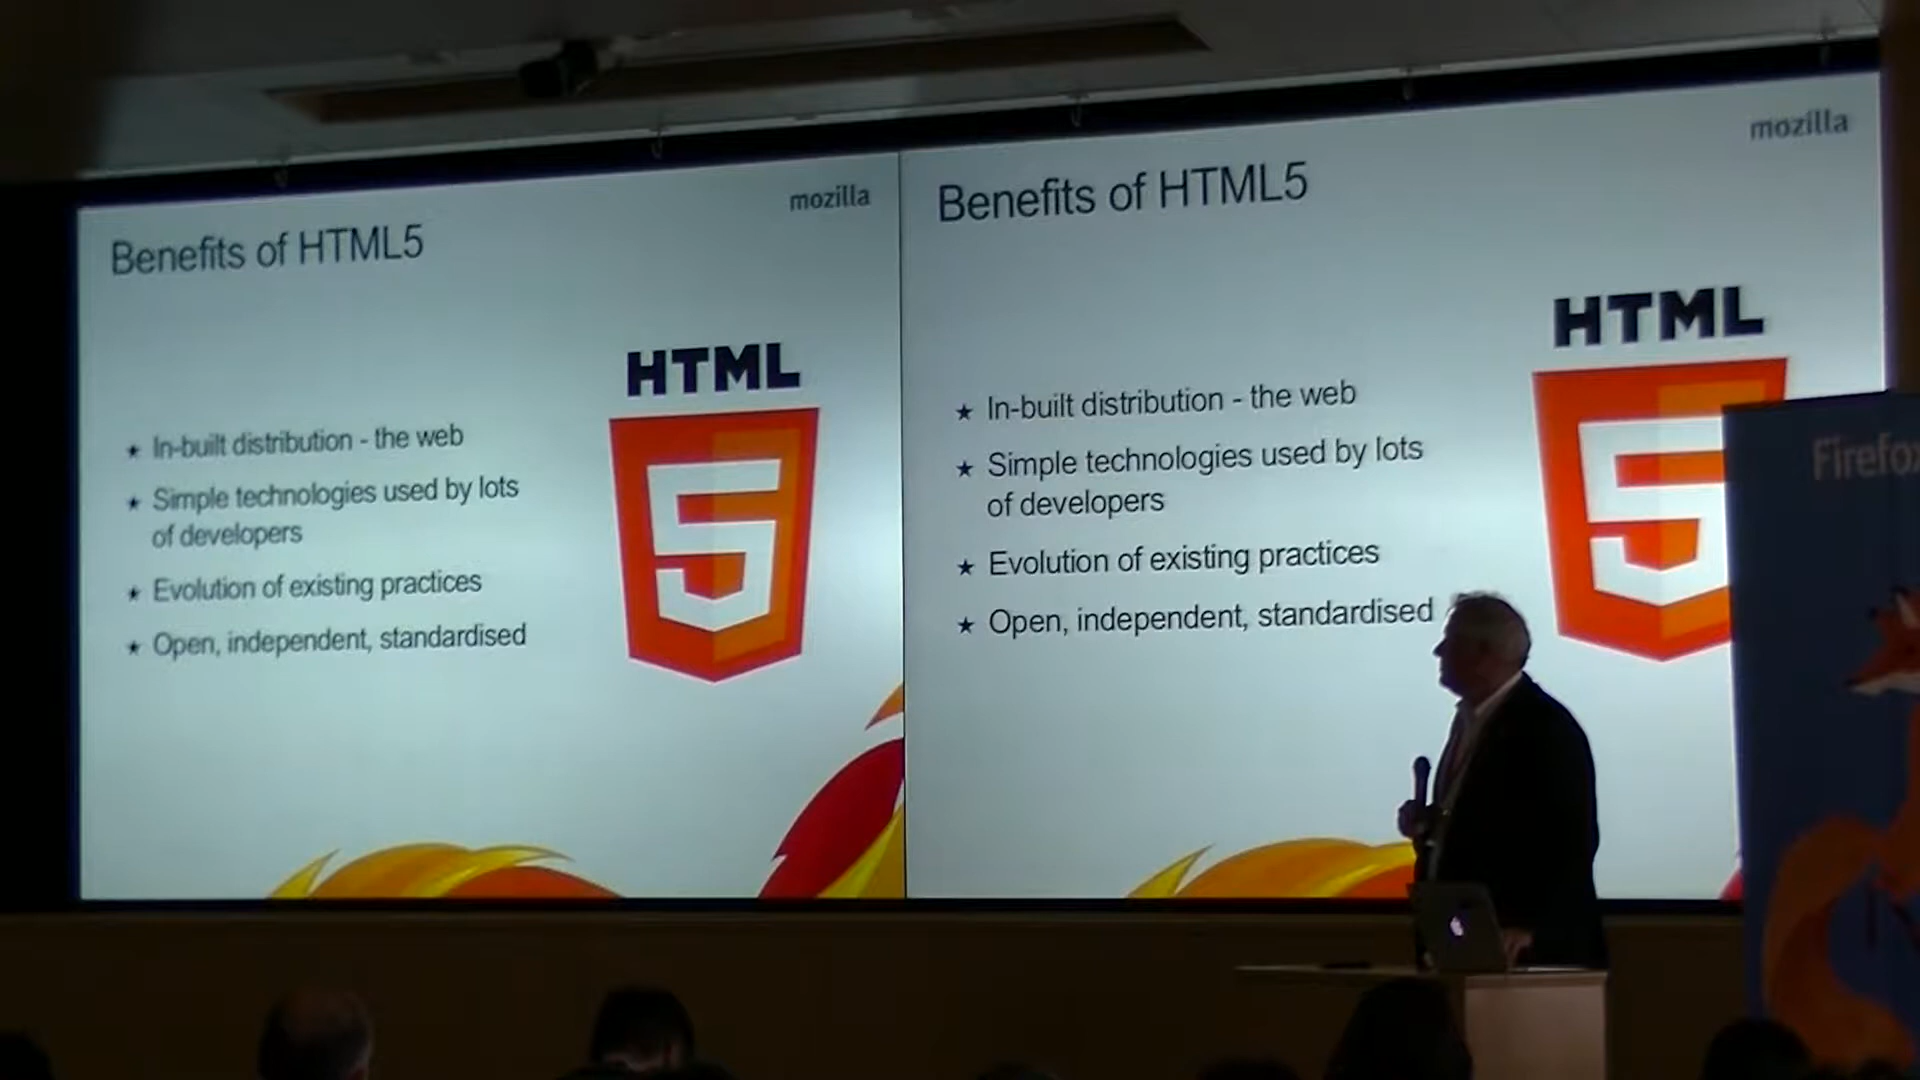 mozilla
Benefits of HTML5
HTML
5
★ In-built distribution - the web
★ Simple technologies used by lots
of developers
★ Evolution of existing practices
★ Open, independent, standardised
mozilla
Benefits of HTML5
HTML
5
★ In-built distribution - the web
★ Simple technologies used by lots
of developers
★ Evolution of existing practices
★ Open, independent, standardised
Firefox